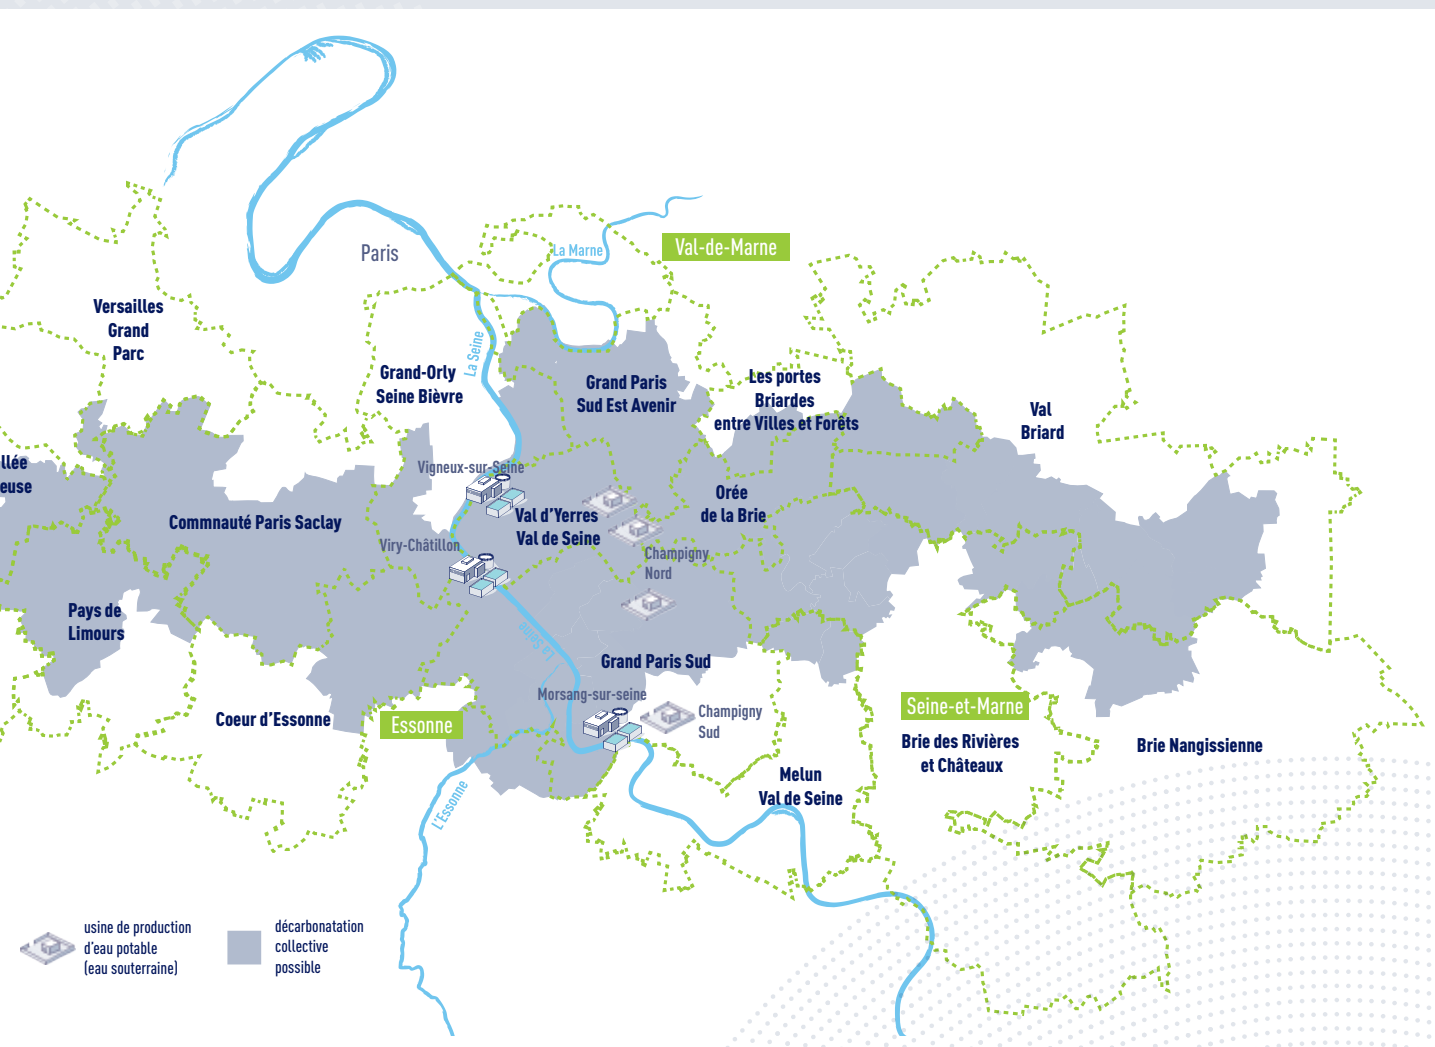 Paris
La Marne
Val-de-Marne
Versailles
Grand
Parc
La Seine
Grand-Orly
Seine Bièvre
Grand Paris
Sud Est Avenir
Les portes
Briardes
entre Villes et Forêts
Val
Briard
llée
euse
Vigneux-sur-Seine
Commnauté Paris Saclay
Val d'Yerres
Val de Seine
Orée
de la Brie
Viry-Châtillon
Champigny
Nord
Pays de
Limours
La Seine
Grand Paris Sud
Morsang-sur-seine
Champigny
Sud
Coeur d'Essonne
Essonne
Seine-et-Marne
Brie des Rivières
et Châteaux
Brie Nangissienne
Melun
Val de Seine
L'Essonne
usine de production
d'eau potable
(eau souterraine)
décarbonatation
collective
possible